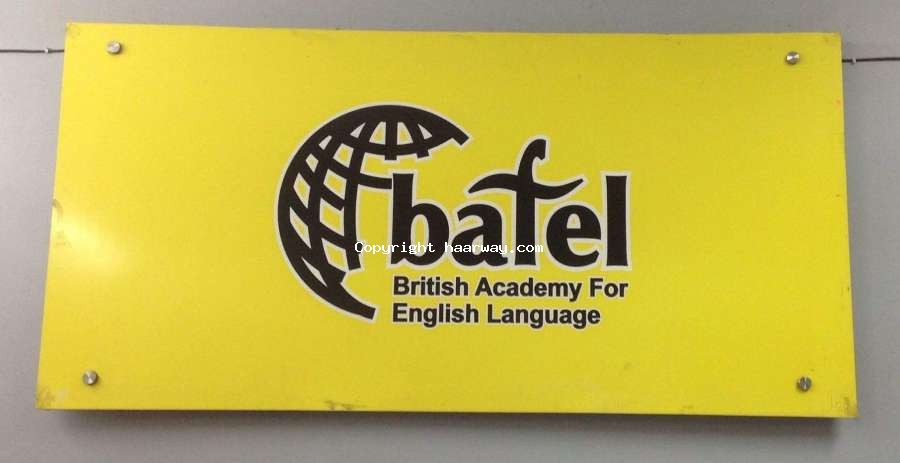 bafel
Copyright haarway.com
British Academy For
English Language